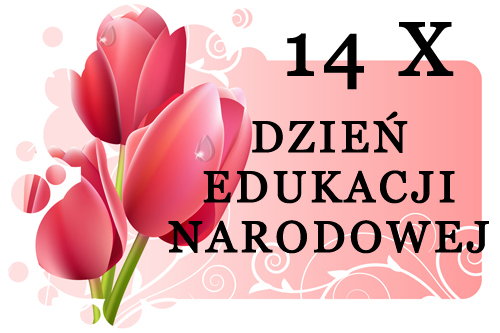 14 X
DZIEŃ
EDUKACJI
NARODOWEJ